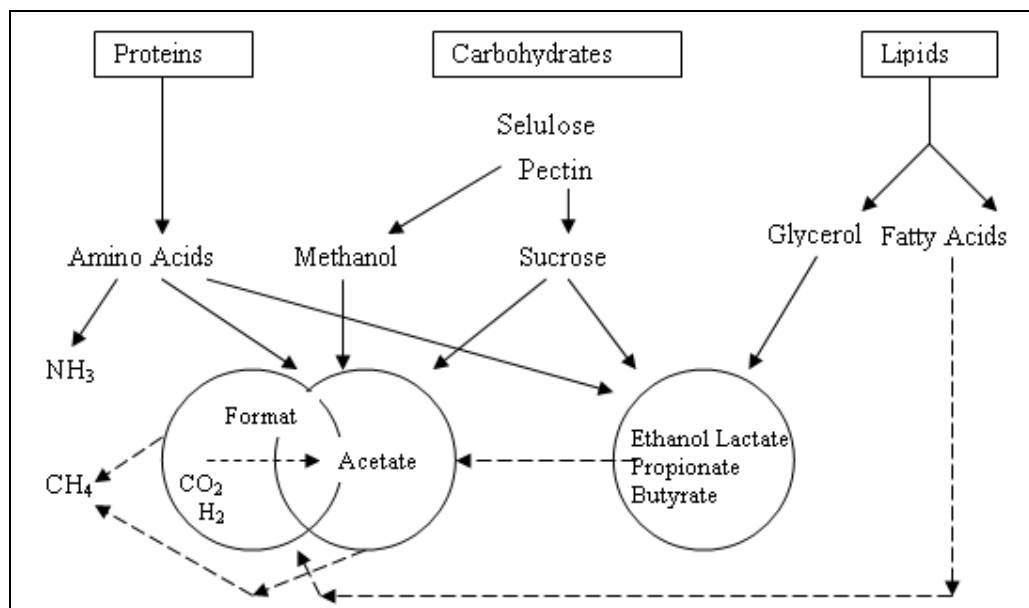 Proteins
Carbohydrates
Lipids
Selulose
Pectin
Glycerol
Fatty Acids
Amino Acids
Methanol
Sucrose
NH3
Format
Acetate
CO2
H2
CH4
Ethanol Lactate
Propionate
Butyrate